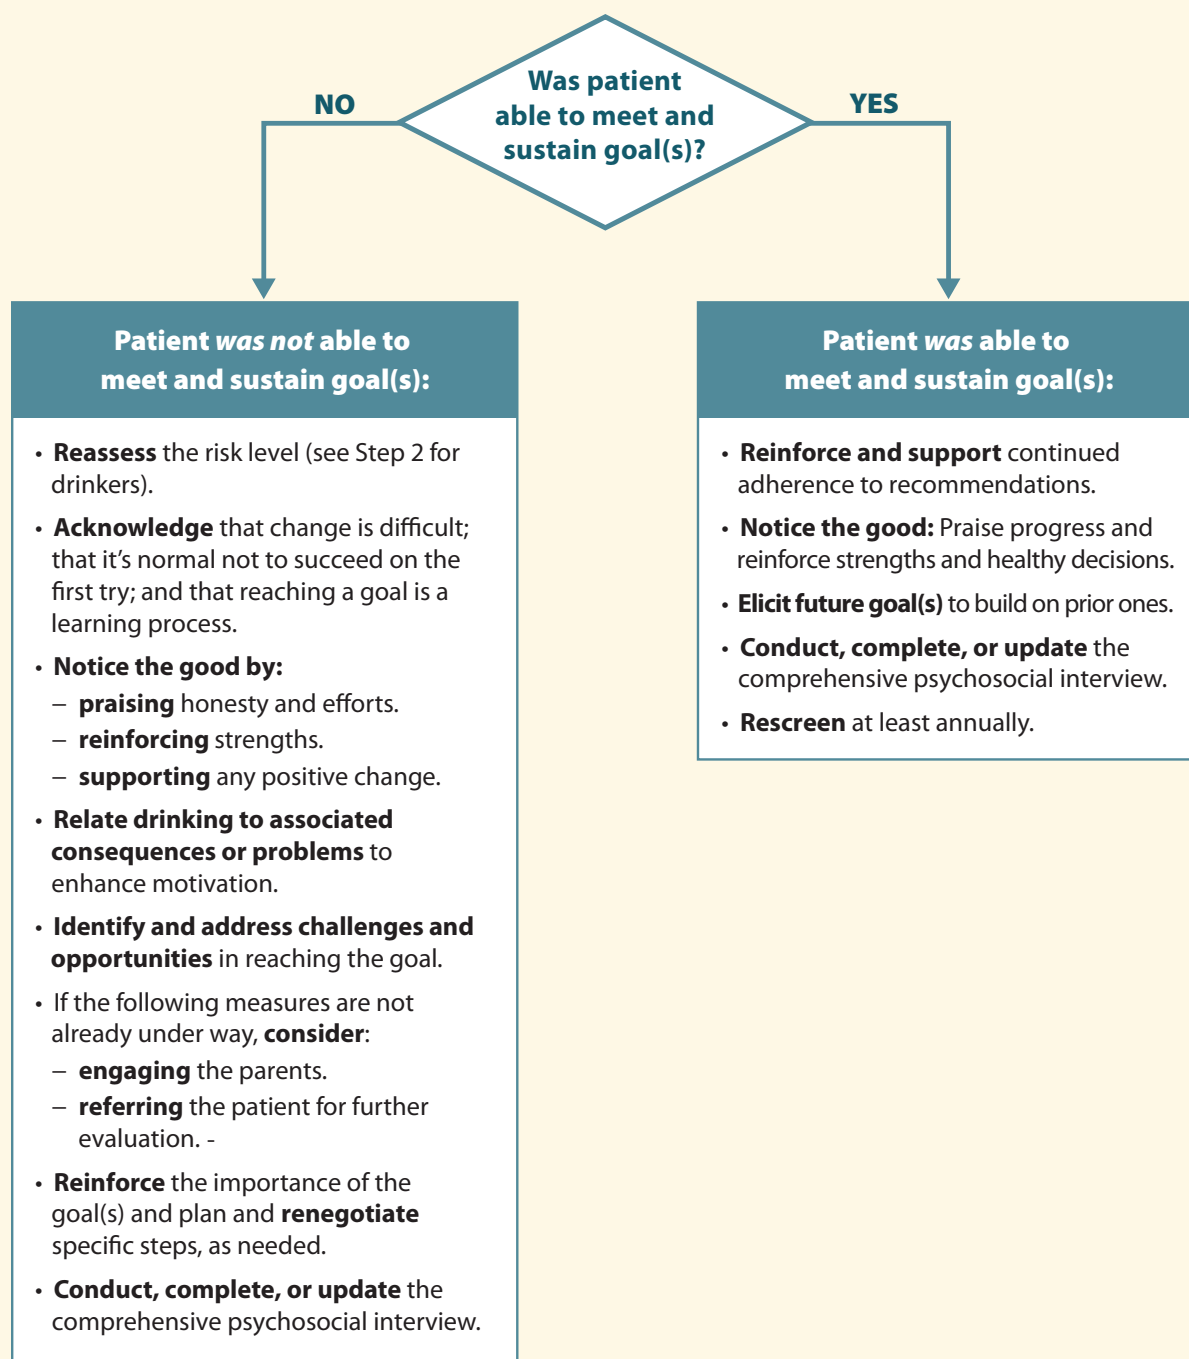 Was patient
able to meet and
sustain goal(s)?
NO
YES
Patient was not able to
meet and sustain goal(s):
• Reassess the risk level (see Step 2 for
drinkers).
• Acknowledge that change is difficult;
that it's normal not to succeed on the
first try; and that reaching a goal is a
learning process.
• Notice the good by:
– praising honesty and efforts.
– reinforcing strengths.
– supporting any positive change.
• Relate drinking to associated
consequences or problems to
enhance motivation.
• Identify and address challenges and
opportunities in reaching the goal.
• If the following measures are not
already under way, consider:
– engaging the parents.
– referring the patient for further
evaluation. -
• Reinforce the importance of the
goal(s) and plan and renegotiate
specific steps, as needed.
• Conduct, complete, or update the
comprehensive psychosocial interview.
Patient was able to
meet and sustain goal(s):
• Reinforce and support continued
adherence to recommendations.
• Notice the good: Praise progress and
reinforce strengths and healthy decisions.
• Elicit future goal(s) to build on prior ones.
• Conduct, complete, or update the
comprehensive psychosocial interview.
• Rescreen at least annually.